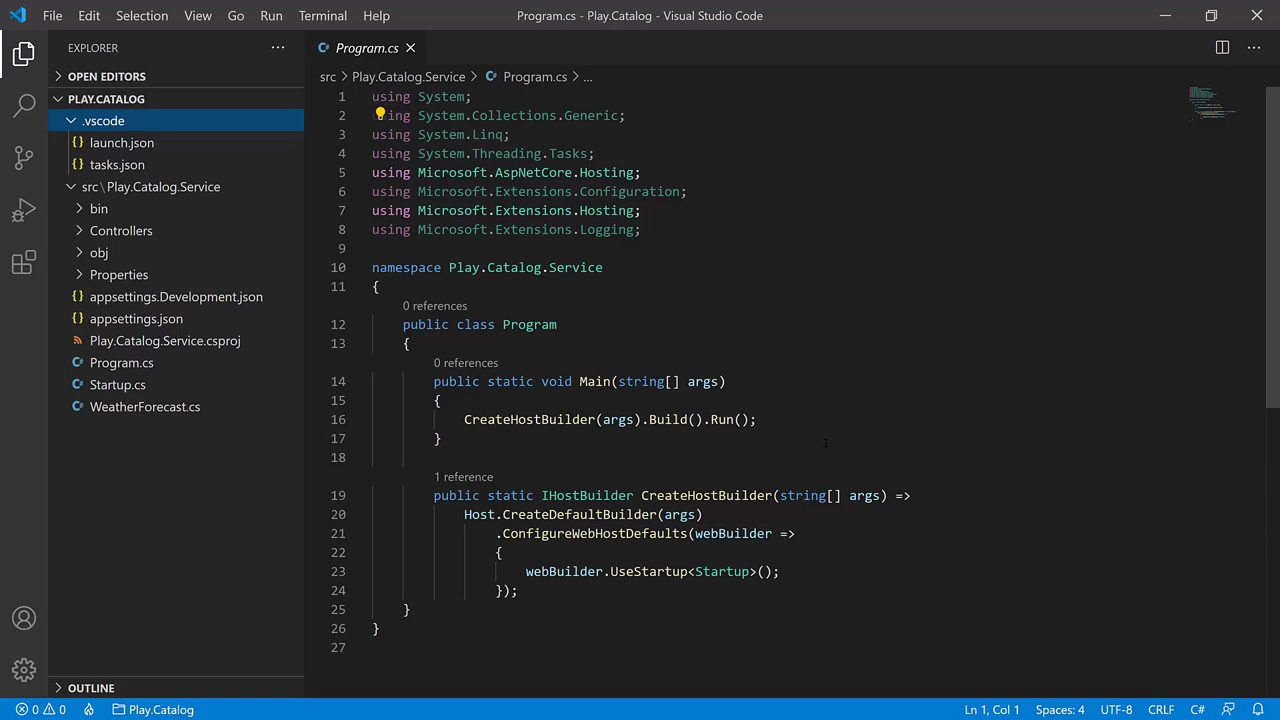 File Edit Selection View Go Run Terminal Help Program.cs - Play.Catalog - Visual Studio Code
EXPLORER
OPEN EDITORS
PLAY.CATALOG
.vscode
launch.json
tasks.json
src\Play.Catalog.Service
bin
Controllers
obj
Properties
appsettings.Development.json
appsettings.json
Play.Catalog.Service.csproj
Program.cs
Startup.cs
WeatherForecast.cs
OUTLINE
Program.cs
src > Play.Catalog.Service > Program.cs > ...
1 using System;
2 using System.Collections.Generic;
3 using System.Linq;
4 using System.Threading.Tasks;
5 using Microsoft.AspNetCore.Hosting;
6 using Microsoft.Extensions.Configuration;
7 using Microsoft.Extensions.Hosting;
8 using Microsoft.Extensions.Logging;
9
10 namespace Play.Catalog.Service
11 {
0 references
12 public class Program
13 {
0 references
14 public static void Main(string[] args)
15 {
16 CreateHostBuilder(args).Build().Run();
17 }
18
1 reference
19 public static IHostBuilder CreateHostBuilder(string[] args) =>
20 Host.CreateDefaultBuilder(args)
21 .ConfigureWebHostDefaults(webBuilder =>
22 {
23 webBuilder.UseStartup<Startup>();
24 });
25 }
26 }
27
0 0 Play.Catalog Ln 1, Col 1 Spaces: 4 UTF-8 CRLF C#